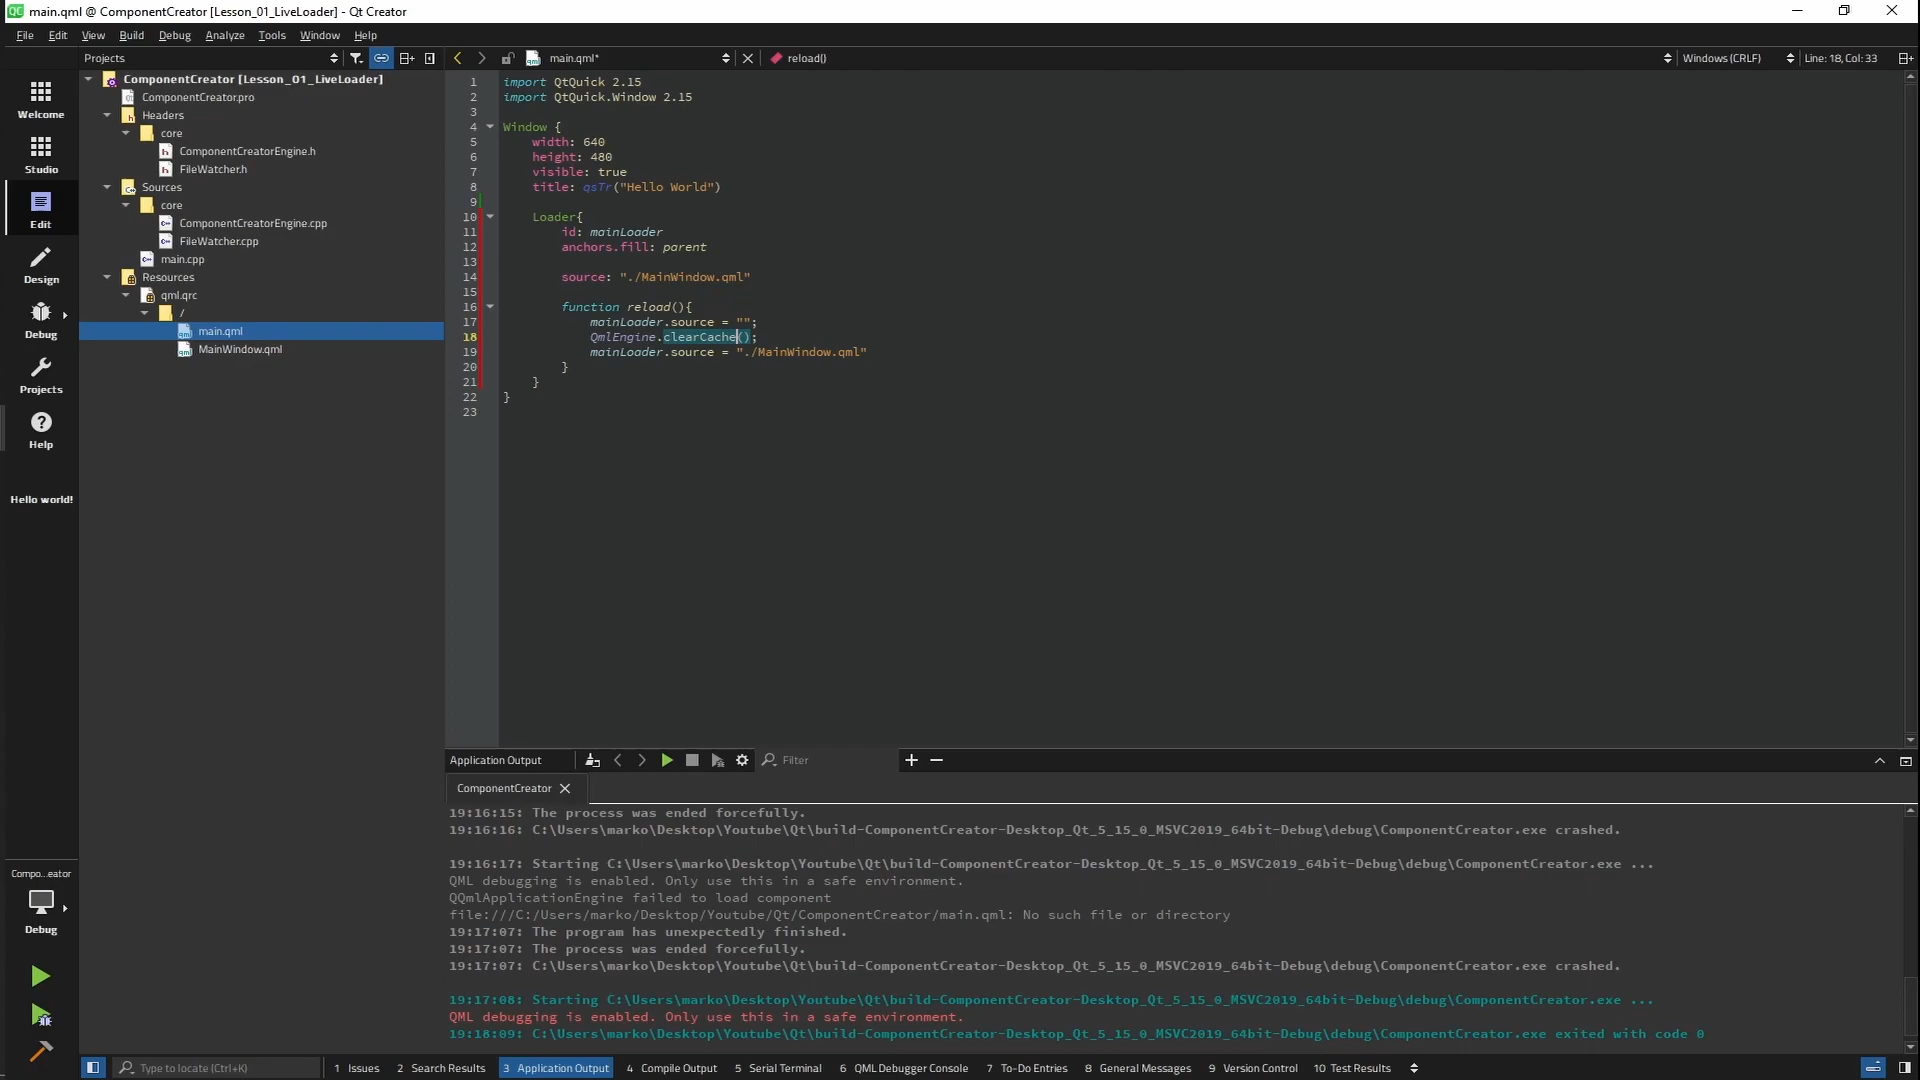 main.qml @ ComponentCreator [Lesson_01_LiveLoader] - Qt Creator
File Edit View Build Debug Analyze Tools Window Help
Projects main.qml* reload() Windows (CRLF) Line: 18, Col: 33
Welcome
Studio
Edit
Design
Debug
Projects
Help
Hello world!
Compo...eator
Debug
ComponentCreator [Lesson_01_LiveLoader]
ComponentCreator.pro
Headers
core
ComponentCreatorEngine.h
FileWatcher.h
Sources
core
ComponentCreatorEngine.cpp
FileWatcher.cpp
main.cpp
Resources
qml.qrc
/
main.qml
MainWindow.qml
1 import QtQuick 2.15
2 import QtQuick.Window 2.15
3
4 Window {
5 width: 640
6 height: 480
7 visible: true
8 title: qsTr("Hello World")
9
10 Loader{
11 id: mainLoader
12 anchors.fill: parent
13
14 source: "./MainWindow.qml"
15
16 function reload(){
17 mainLoader.source = "";
18 QmlEngine.clearCache();
19 mainLoader.source = "./MainWindow.qml"
20 }
21 }
22 }
23
Application Output Filter
ComponentCreator
19:16:15: The process was ended forcefully.
19:16:16: C:\Users\marko\Desktop\Youtube\Qt\build-ComponentCreator-Desktop_Qt_5_15_0_MSVC2019_64bit-Debug\debug\ComponentCreator.exe crashed.
19:16:17: Starting C:\Users\marko\Desktop\Youtube\Qt\build-ComponentCreator-Desktop_Qt_5_15_0_MSVC2019_64bit-Debug\debug\ComponentCreator.exe ...
QML debugging is enabled. Only use this in a safe environment.
QQmlApplicationEngine failed to load component
file:///C:/Users/marko/Desktop/Youtube/Qt/ComponentCreator/main.qml: No such file or directory
19:17:07: The program has unexpectedly finished.
19:17:07: The process was ended forcefully.
19:17:07: C:\Users\marko\Desktop\Youtube\Qt\build-ComponentCreator-Desktop_Qt_5_15_0_MSVC2019_64bit-Debug\debug\ComponentCreator.exe crashed.
19:17:08: Starting C:\Users\marko\Desktop\Youtube\Qt\build-ComponentCreator-Desktop_Qt_5_15_0_MSVC2019_64bit-Debug\debug\ComponentCreator.exe ...
QML debugging is enabled. Only use this in a safe environment.
19:18:09: C:\Users\marko\Desktop\Youtube\Qt\build-ComponentCreator-Desktop_Qt_5_15_0_MSVC2019_64bit-Debug\debug\ComponentCreator.exe exited with code 0
Type to locate (Ctrl+K) 1 Issues 2 Search Results 3 Application Output 4 Compile Output 5 Serial Terminal 6 QML Debugger Console 7 To-Do Entries 8 General Messages 9 Version Control 10 Test Results